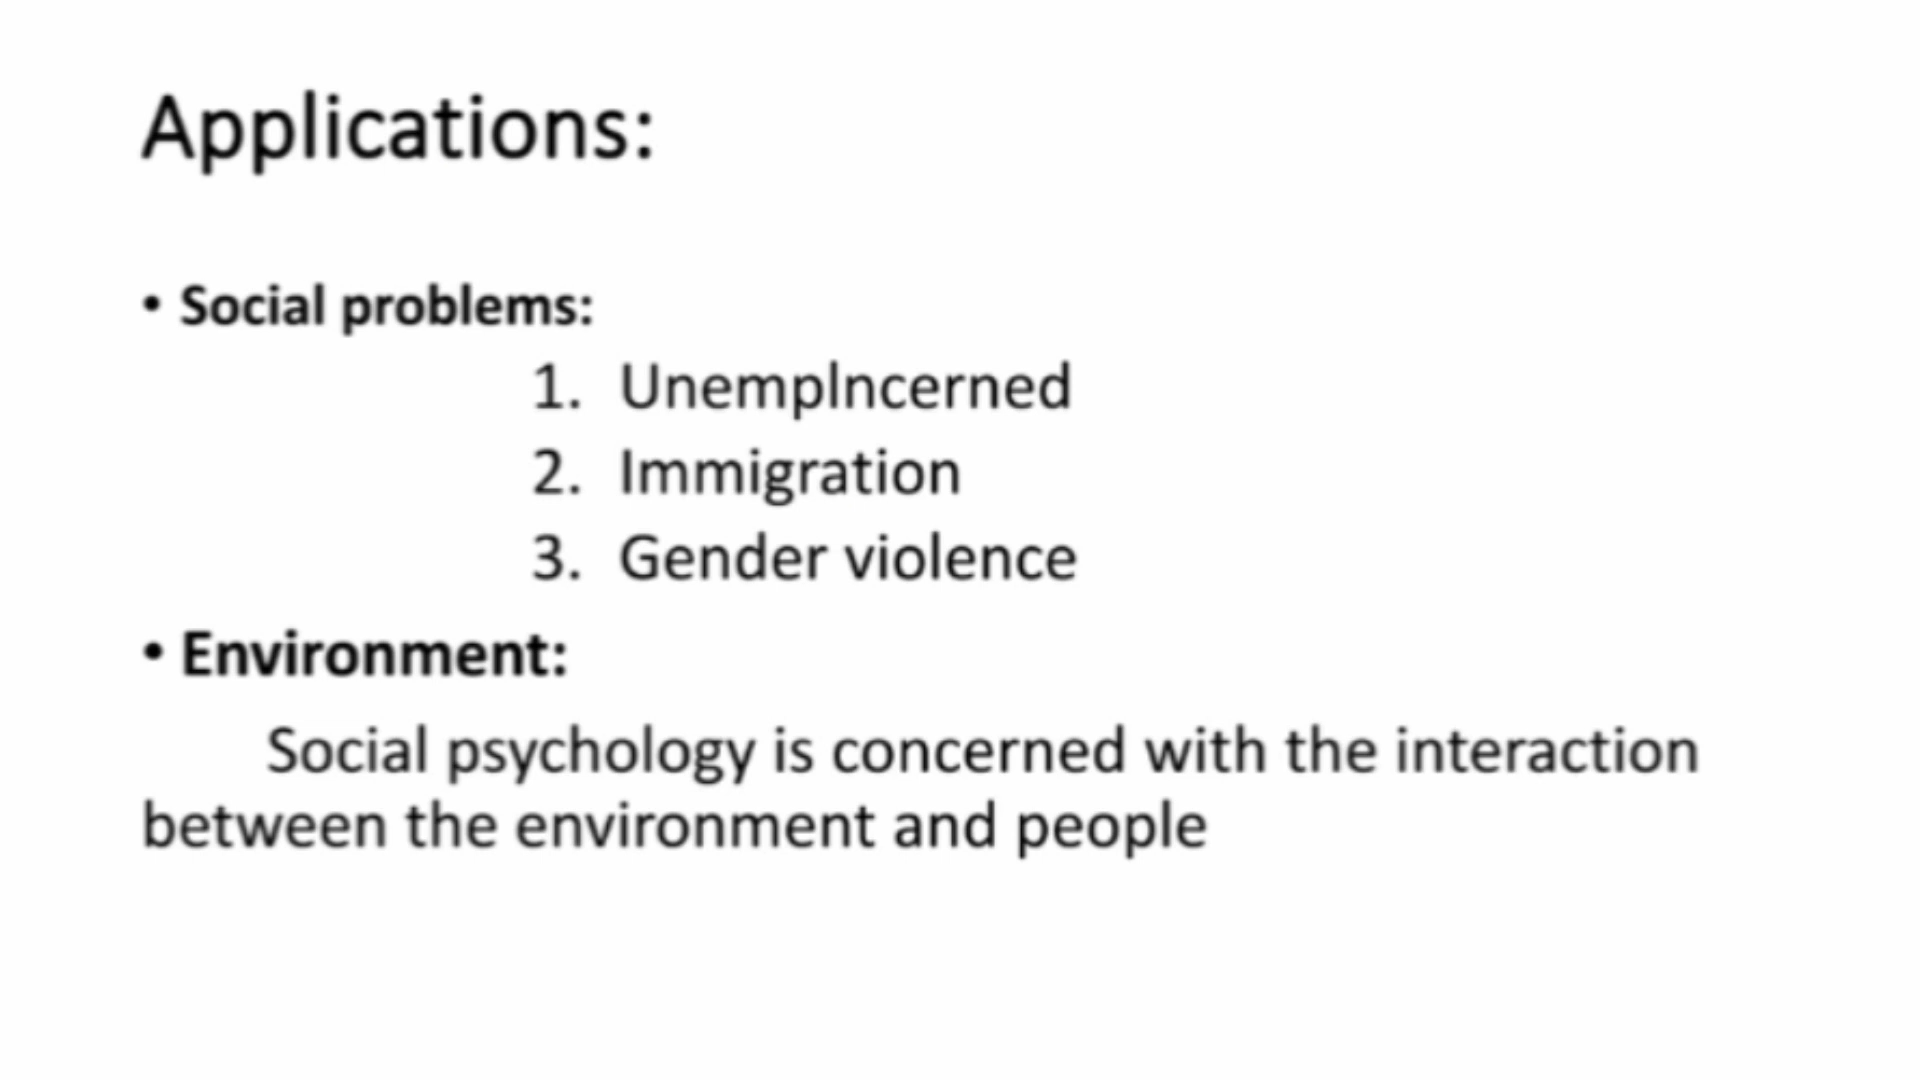 Applications:
• Social problems:
1. Unemplncerned
2. Immigration
3. Gender violence
• Environment:
Social psychology is concerned with the interaction
between the environment and people